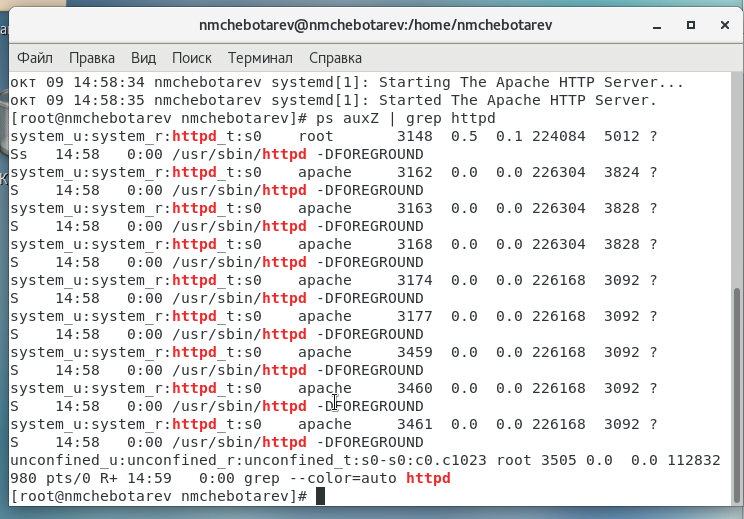 nmchebotarev@nmchebotarev:/home/nmchebotarev
Файл Правка Вид Поиск Терминал Справка
окт 09 14:58:34 nmchebotarev systemd[1]: Starting The Apache HTTP Server...
окт 09 14:58:35 nmchebotarev systemd[1]: Started The Apache HTTP Server.
[root@nmchebotarev nmchebotarev]# ps auxZ | grep httpd
system_u:system_r:httpd_t:s0    root       3148  0.5  0.1 224084  5012 ?
Ss   14:58   0:00 /usr/sbin/httpd -DFOREGROUND
system_u:system_r:httpd_t:s0    apache     3162  0.0  0.0 226304  3824 ?
S    14:58   0:00 /usr/sbin/httpd -DFOREGROUND
system_u:system_r:httpd_t:s0    apache     3163  0.0  0.0 226304  3828 ?
S    14:58   0:00 /usr/sbin/httpd -DFOREGROUND
system_u:system_r:httpd_t:s0    apache     3168  0.0  0.0 226304  3828 ?
S    14:58   0:00 /usr/sbin/httpd -DFOREGROUND
system_u:system_r:httpd_t:s0    apache     3174  0.0  0.0 226168  3092 ?
S    14:58   0:00 /usr/sbin/httpd -DFOREGROUND
system_u:system_r:httpd_t:s0    apache     3177  0.0  0.0 226168  3092 ?
S    14:58   0:00 /usr/sbin/httpd -DFOREGROUND
system_u:system_r:httpd_t:s0    apache     3459  0.0  0.0 226168  3092 ?
S    14:58   0:00 /usr/sbin/httpd -DFOREGROUND
system_u:system_r:httpd_t:s0    apache     3460  0.0  0.0 226168  3092 ?
S    14:58   0:00 /usr/sbin/httpd -DFOREGROUND
system_u:system_r:httpd_t:s0    apache     3461  0.0  0.0 226168  3092 ?
S    14:58   0:00 /usr/sbin/httpd -DFOREGROUND
unconfined_u:unconfined_r:unconfined_t:s0-s0:c0.c1023 root 3505 0.0  0.0 112832
980 pts/0 R+ 14:59   0:00 grep --color=auto httpd
[root@nmchebotarev nmchebotarev]#